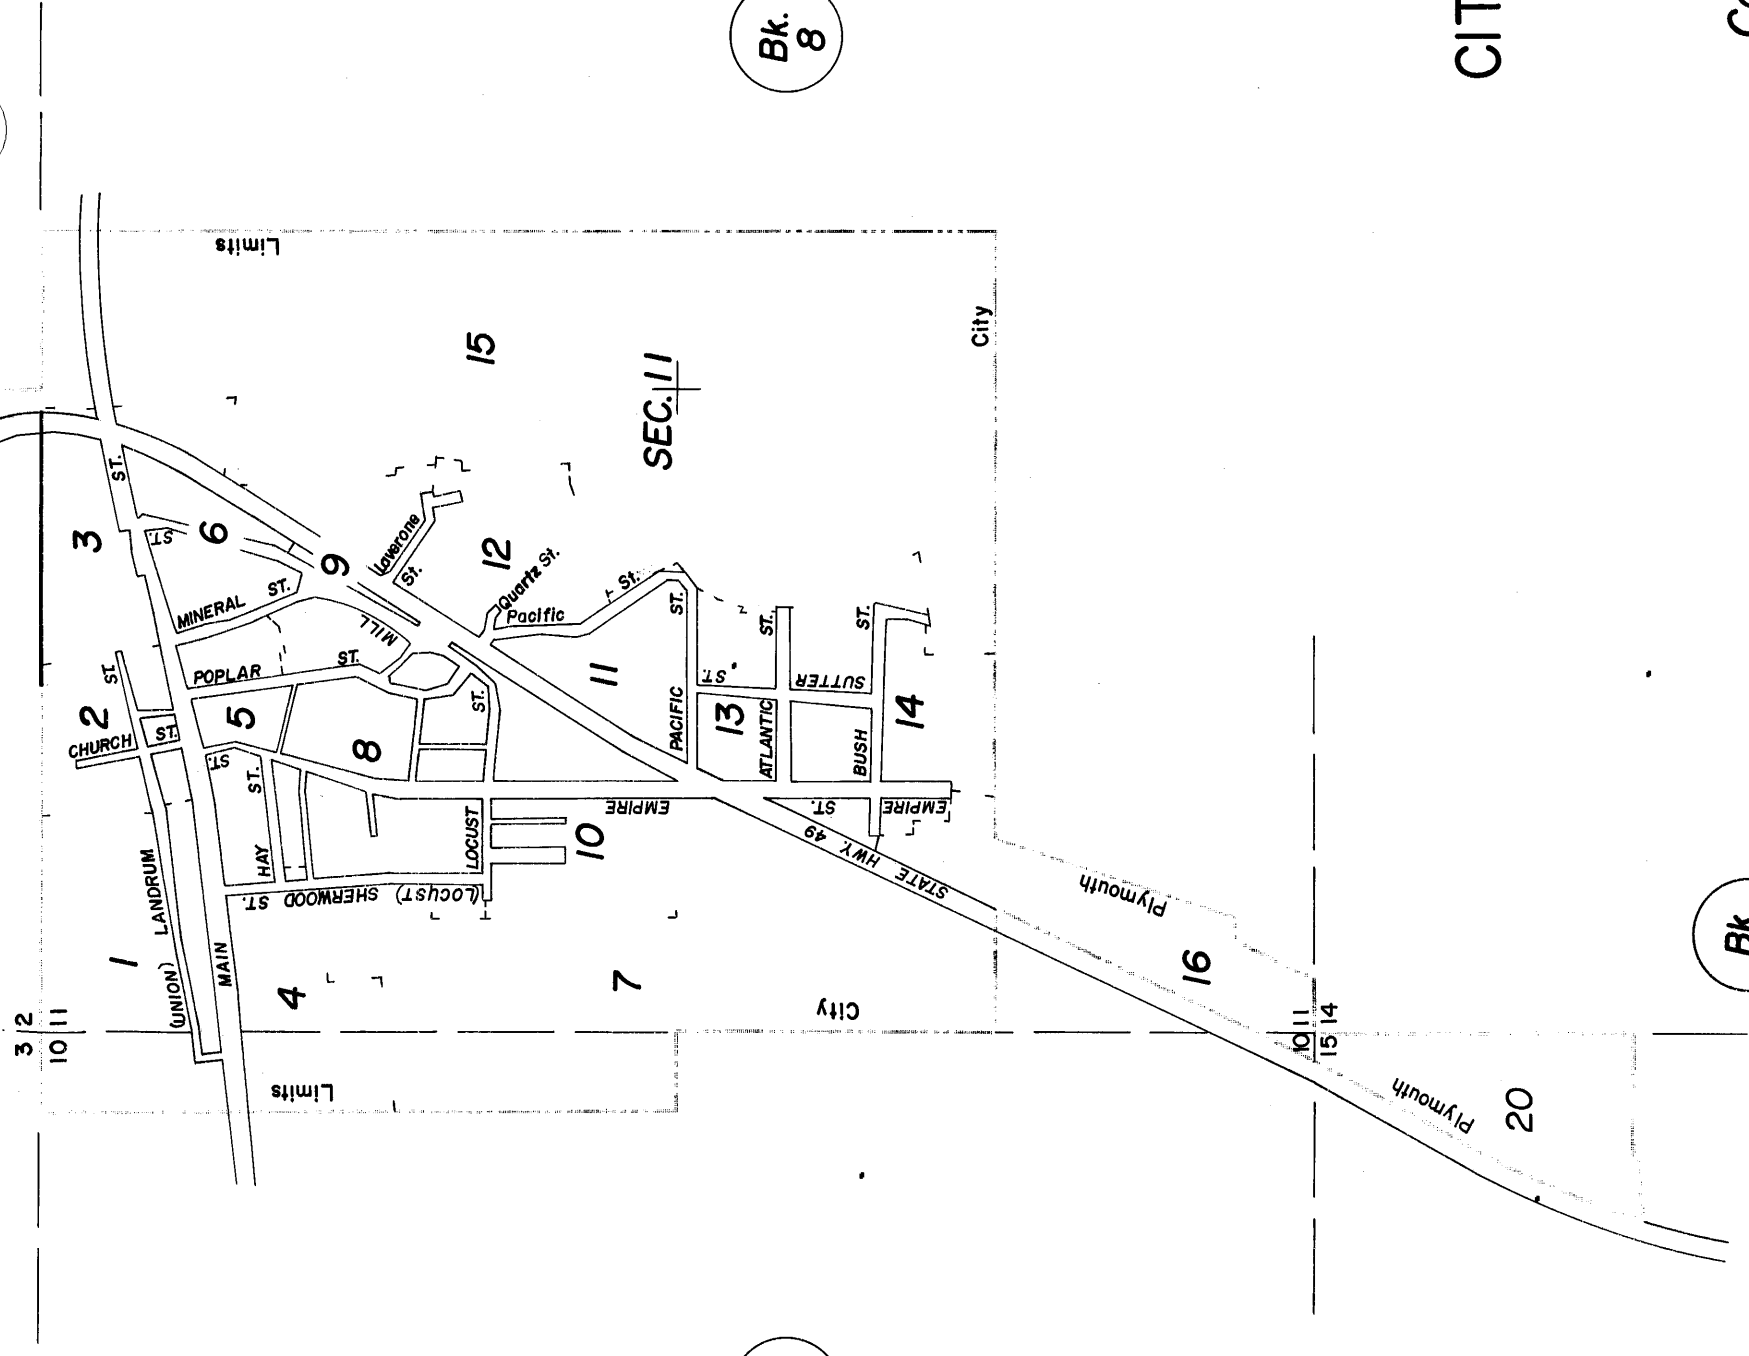 Bk.
8
CIT
Limits
City
15
SEC. 11
3
ST.
6
ST.
9
Laverone
St.
12
Quartz St.
Pacific
St.
MINERAL ST.
MILL
POPLAR ST.
ST.
2
CHURCH ST.
5
ST.
8
ST.
11
PACIFIC ST.
13
ST.
SUTTER
ATLANTIC ST.
BUSH ST.
14
HAY ST.
LOCUST
10
EMPIRE
ST.
EMPIRE
STATE HWY. 49
SHERWOOD ST.
(LOCUST)
LANDRUM
(UNION)
MAIN
1
4
7
City
Limits
3 2
10 11
Plymouth
16
10 11
15 14
Plymouth
20
Bk